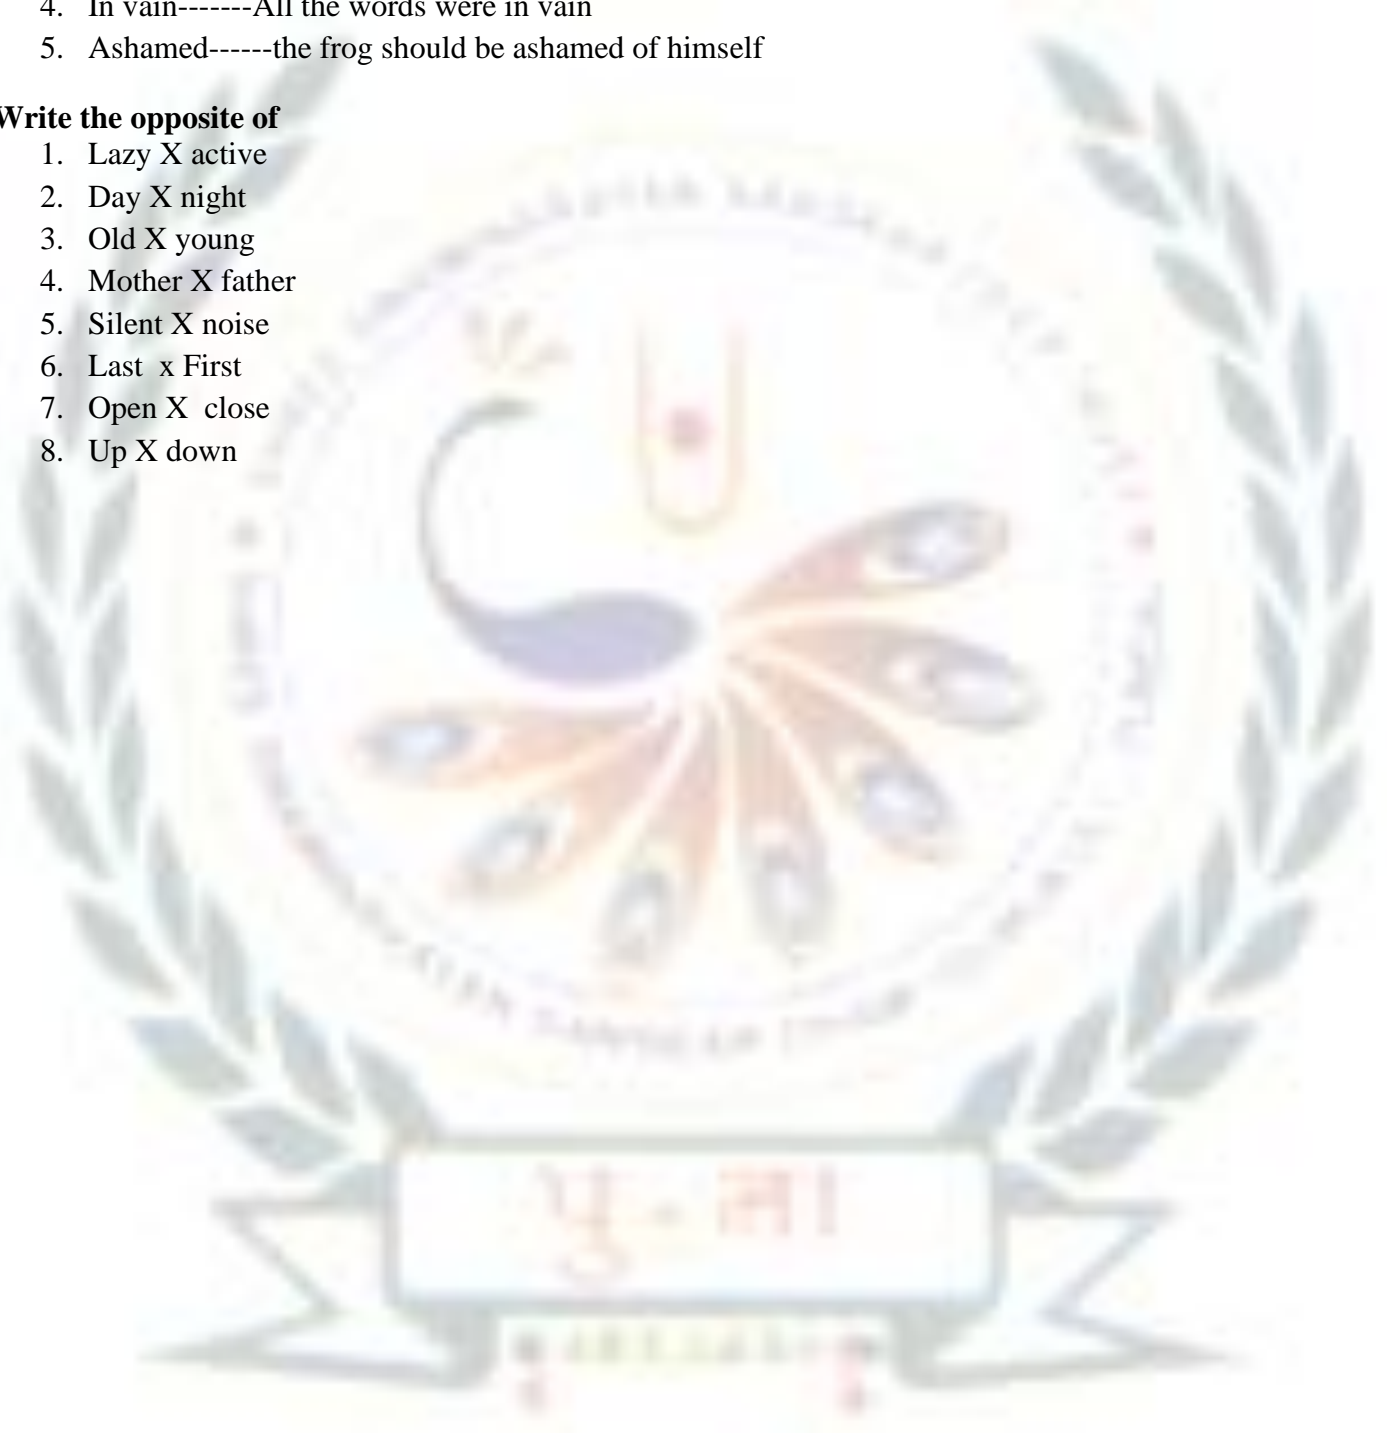 4. In vain-------All the words were in vain
5. Ashamed------the frog should be ashamed of himself
Write the opposite of
1. Lazy X active
2. Day X night
3. Old X young
4. Mother X father
5. Silent X noise
6. Last  x First
7. Open X  close
8. Up X down